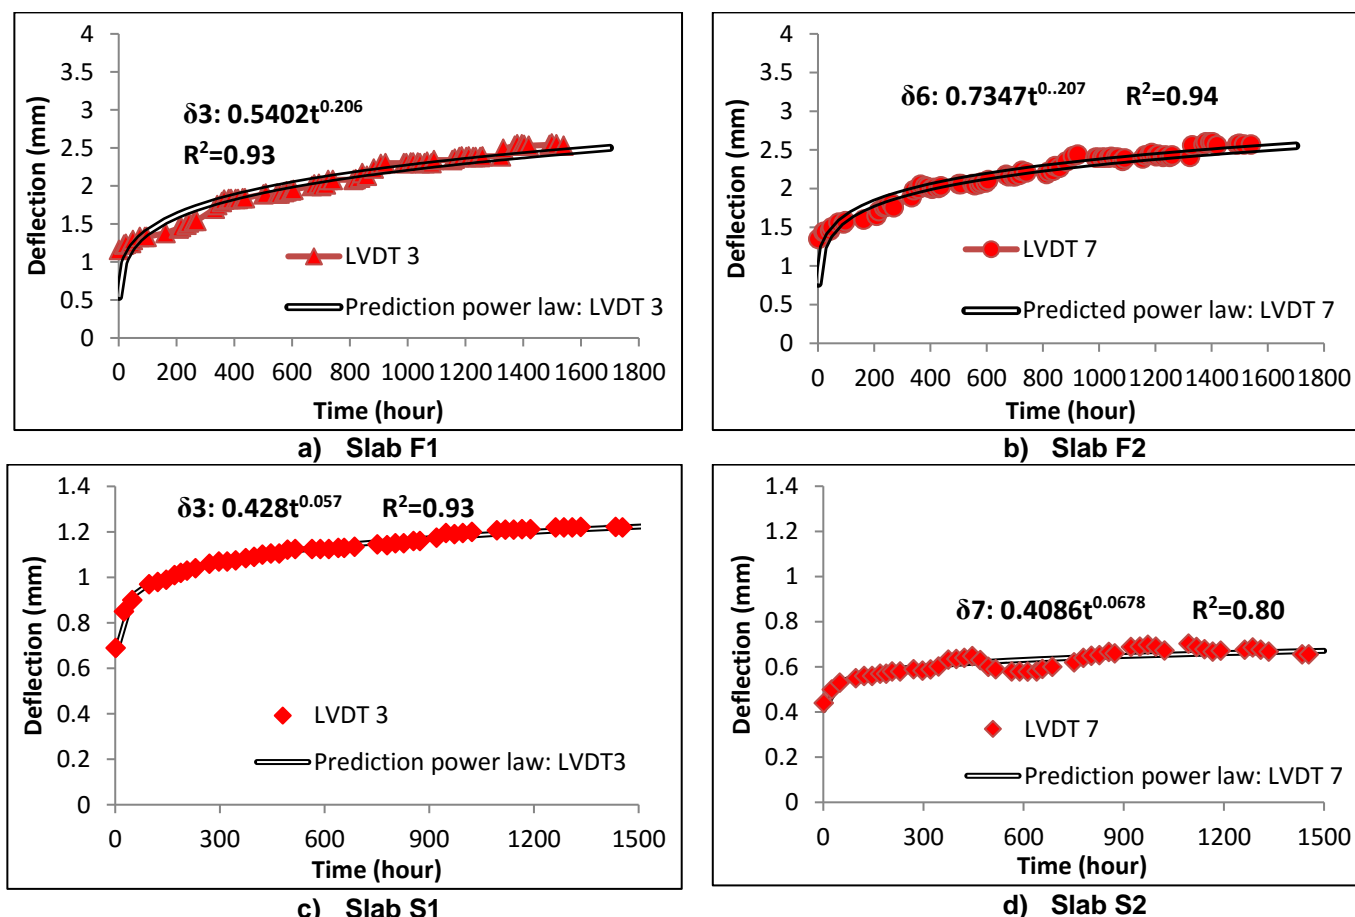 4
3.5
3
2.5
2
1.5
1
0.5
0
Deflection (mm)
δ3: 0.5402t^0.206
R²=0.93
LVDT 3
Prediction power law: LVDT 3
0 200 400 600 800 1000 1200 1400 1600 1800
Time (hour)
a) Slab F1
4
3.5
3
2.5
2
1.5
1
0.5
0
Deflection (mm)
δ6: 0.7347t^0..207 R²=0.94
LVDT 7
Predicted power law: LVDT 7
0 200 400 600 800 1000 1200 1400 1600 1800
Time (hour)
b) Slab F2
1.4
1.2
1
0.8
0.6
0.4
0.2
0
Deflection (mm)
δ3: 0.428t^0.057 R²=0.93
LVDT 3
Prediction power law: LVDT3
0 300 600 900 1200 1500
Time (hour)
c) Slab S1
1.4
1.2
1
0.8
0.6
0.4
0.2
0
Deflection (mm)
δ7: 0.4086t^0.0678 R²=0.80
LVDT 7
Prediction power law: LVDT 7
0 300 600 900 1200 1500
Time (hour)
d) Slab S2